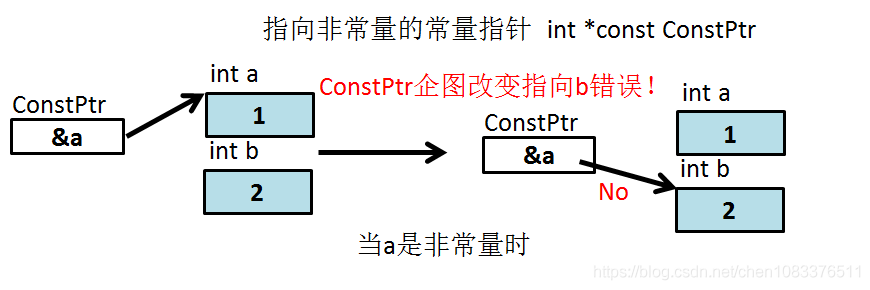 指向非常量的常量指针 int *const ConstPtr
int a
ConstPtr企图改变指向b错误!
int a
ConstPtr
&a
1
ConstPtr
&a
1
int b
int b
2
No
2
当a是非常量时
https://blog.csdn.net/chen1083376511